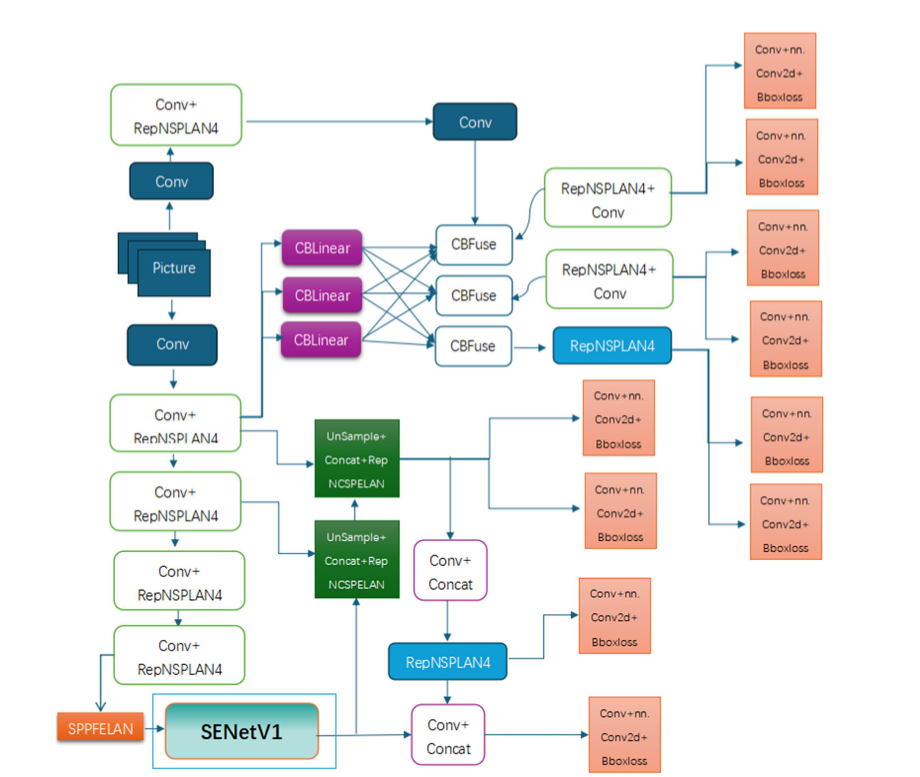 Conv+
RepNSPLAN4
Conv
Conv
Picture
Conv
Conv+
RepNSPLAN4
Conv+
RepNSPLAN4
Conv+
RepNSPLAN4
Conv+
RepNSPLAN4
SPPFELAN
SENetV1
CBLinear
CBLinear
CBLinear
CBFuse
CBFuse
CBFuse
RepNSPLAN4+
Conv
RepNSPLAN4+
Conv
RepNSPLAN4
UnSample+
Concat+Rep
NCSPELAN
UnSample+
Concat+Rep
NCSPELAN
Conv+
Concat
RepNSPLAN4
Conv+
Concat
Conv+nn.
Conv2d+
Bboxloss
Conv+nn.
Conv2d+
Bboxloss
Conv+nn.
Conv2d+
Bboxloss
Conv+nn.
Conv2d+
Bboxloss
Conv+nn.
Conv2d+
Bboxloss
Conv+nn.
Conv2d+
Bboxloss
Conv+nn.
Conv2d+
Bboxloss
Conv+nn.
Conv2d+
Bboxloss
Conv+nn.
Conv2d+
Bboxloss
Conv+nn.
Conv2d+
Bboxloss